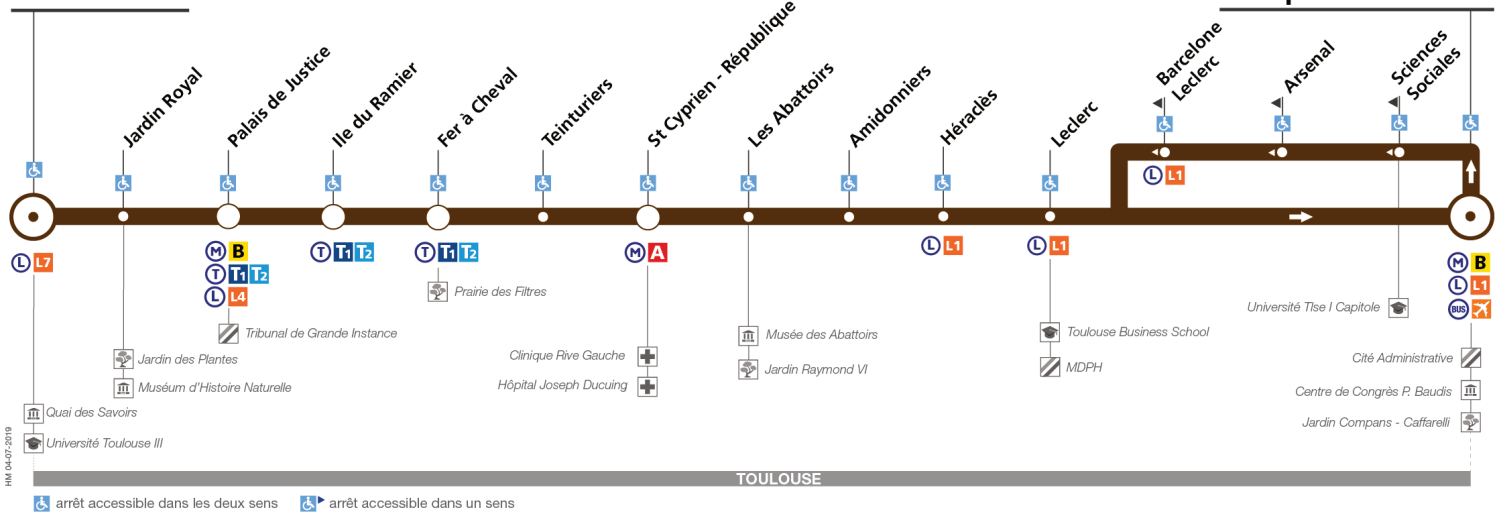 Jardin Royal
Palais de Justice
Ile du Ramier
Fer à Cheval
Teinturiers
St Cyprien - République
Les Abattoirs
Amidonniers
Héraclès
Leclerc
Barcelone
Leclerc
Arsenal
Sciences
Sociales
L L1
L L7
M B
T T1 T2
L L4
T T1 T2
T T1 T2
M A
L L1
L L1
M B
L L1
BUS
Prairie des Filtres
Université Tlse I Capitole
Tribunal de Grande Instance
Musée des Abattoirs
Toulouse Business School
Jardin des Plantes
Clinique Rive Gauche
Jardin Raymond VI
MDPH
Cité Administrative
Muséum d'Histoire Naturelle
Hôpital Joseph Ducuing
Centre de Congrès P. Baudis
Quai des Savoirs
Jardin Compans - Caffarelli
Université Toulouse III
HM 04-07-2019
TOULOUSE
arrêt accessible dans les deux sens
arrêt accessible dans un sens